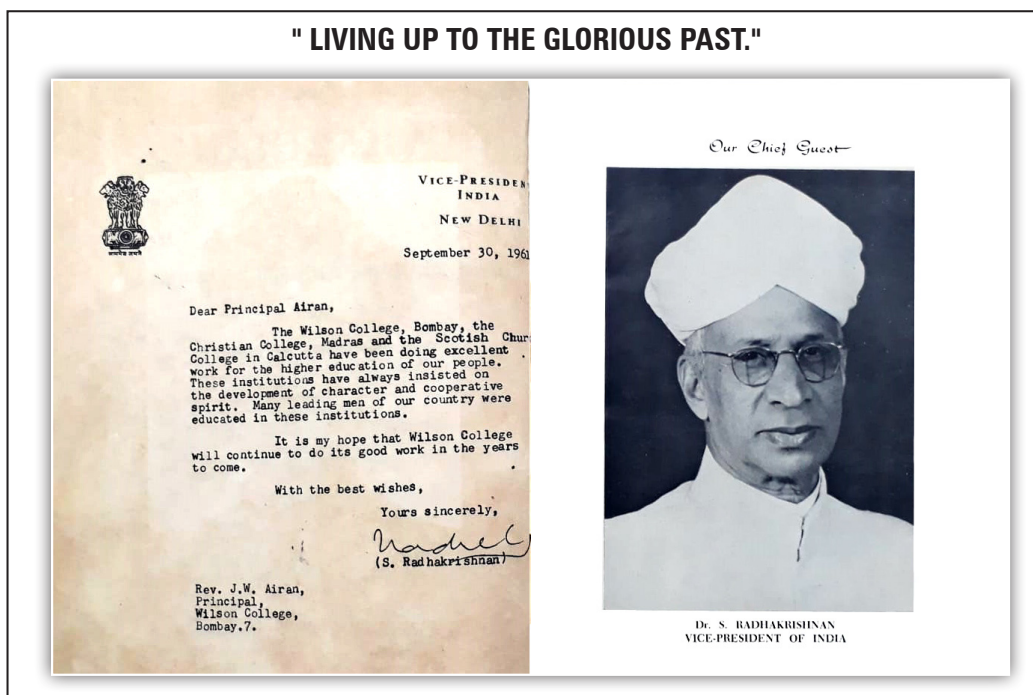 " LIVING UP TO THE GLORIOUS PAST."
VICE-PRESIDEN
INDIA
NEW DELHI
September 30, 1961
Dear Principal Airan,
The Wilson College, Bombay, the
Christian College, Madras and the Scotish Chur
College in Calcutta have been doing excellent
work for the higher education of our people.
These institutions have always insisted on
the development of character and cooperative
spirit. Many leading men of our country were
educated in these institutions.
It is my hope that Wilson College
will continue to do its good work in the years
to come.
With the best wishes,
Yours sincerely,
(S. Radhakrishnan)
Rev. J.W. Airan,
Principal,
Wilson College,
Bombay.7.
Our Chief Guest
Dr. S. RADHAKRISHNAN
VICE-PRESIDENT OF INDIA